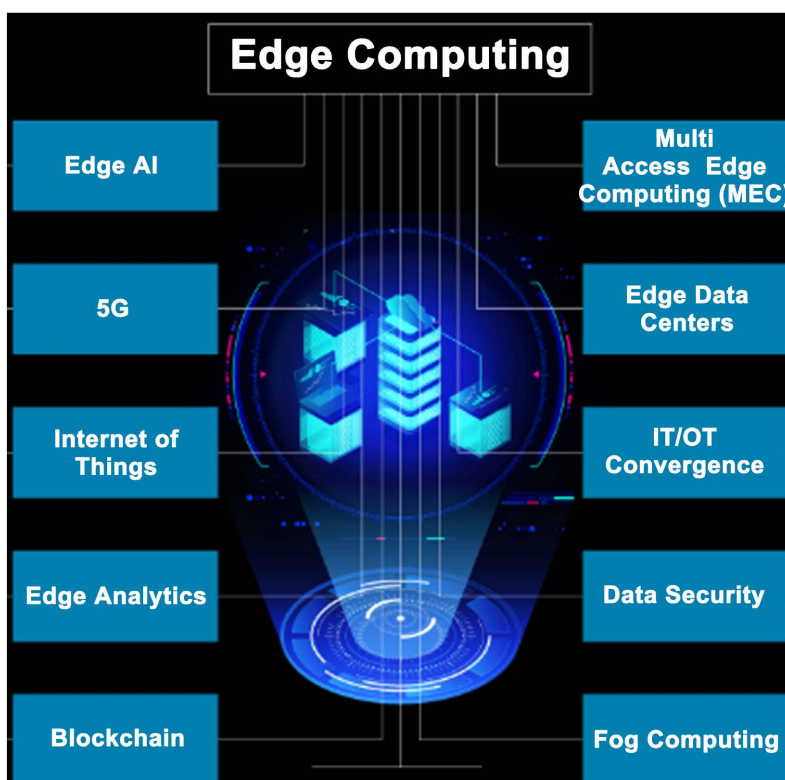 Edge Computing
Edge AI
Multi
Access Edge
Computing (MEC)
5G
Edge Data
Centers
Internet of
Things
IT/OT
Convergence
Edge Analytics
Data Security
Blockchain
Fog Computing